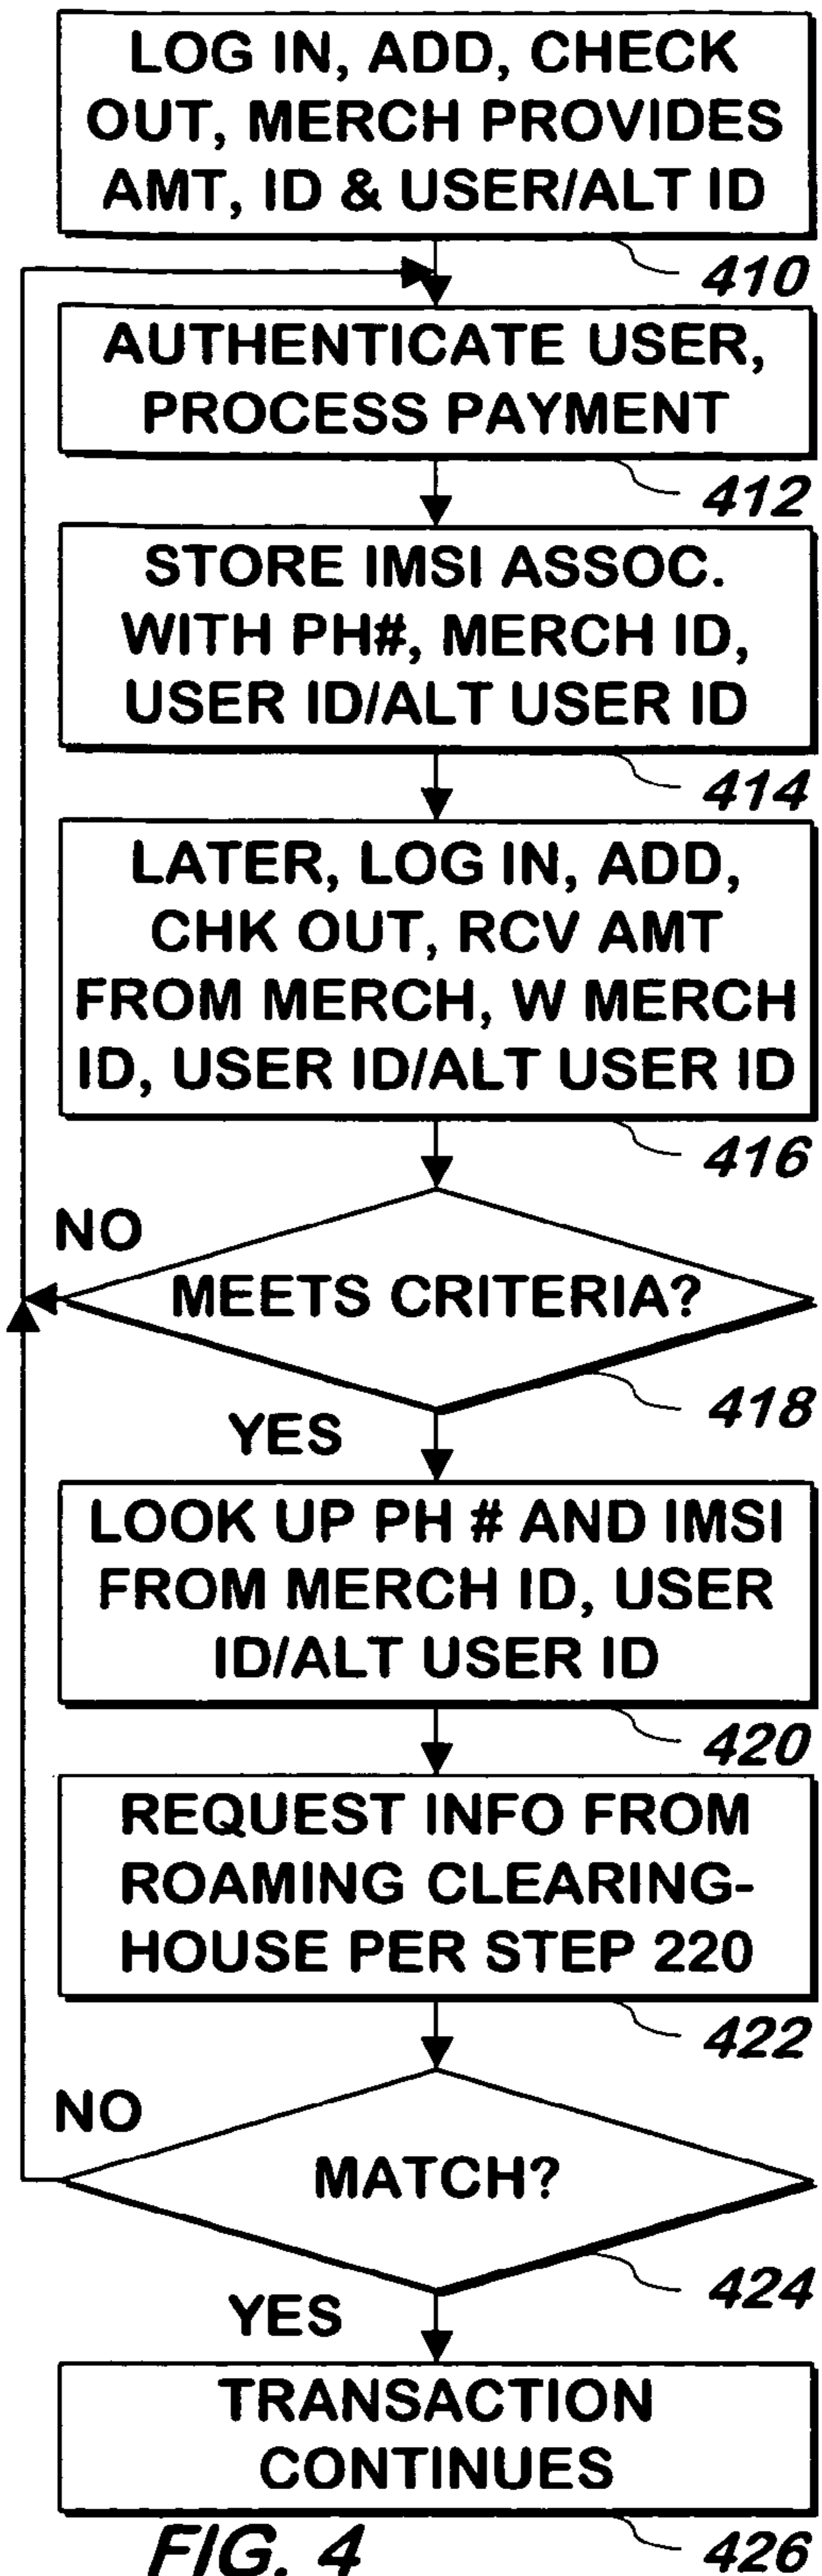 LOG IN, ADD, CHECK
OUT, MERCH PROVIDES
AMT, ID & USER/ALT ID
410
AUTHENTICATE USER,
PROCESS PAYMENT
412
STORE IMSI ASSOC.
WITH PH#, MERCH ID,
USER ID/ALT USER ID
414
LATER, LOG IN, ADD,
CHK OUT, RCV AMT
FROM MERCH, W MERCH
ID, USER ID/ALT USER ID
416
NO
MEETS CRITERIA?
418
YES
LOOK UP PH # AND IMSI
FROM MERCH ID, USER
ID/ALT USER ID
420
REQUEST INFO FROM
ROAMING CLEARING-
HOUSE PER STEP 220
422
NO
MATCH?
424
YES
TRANSACTION
CONTINUES
426
FIG. 4